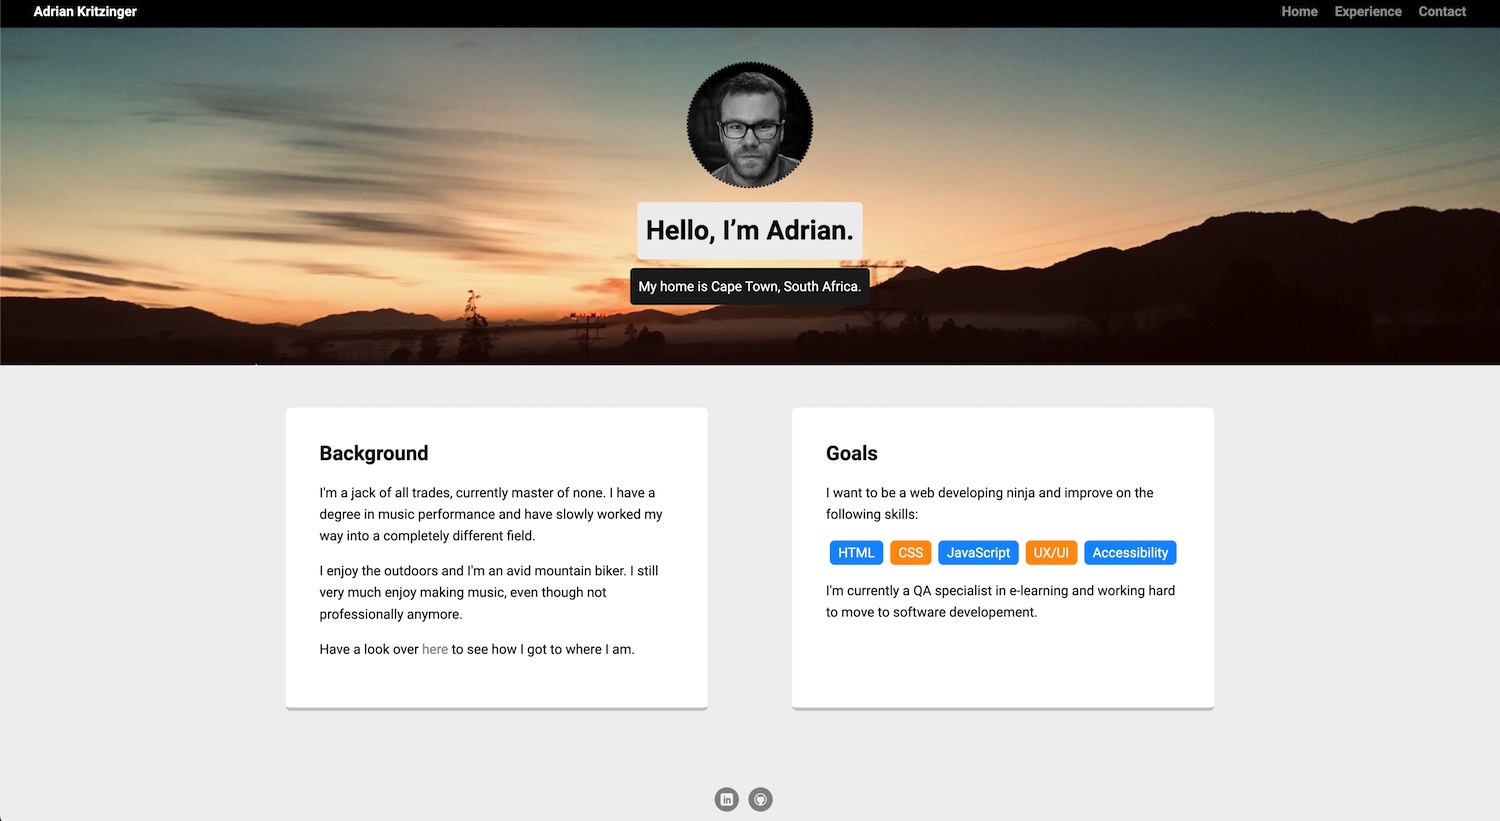 Adrian Kritzinger
Home Experience Contact
Hello, I’m Adrian.
My home is Cape Town, South Africa.
Background
I'm a jack of all trades, currently master of none. I have a
degree in music performance and have slowly worked my
way into a completely different field.
I enjoy the outdoors and I'm an avid mountain biker. I still
very much enjoy making music, even though not
professionally anymore.
Have a look over here to see how I got to where I am.
Goals
I want to be a web developing ninja and improve on the
following skills:
HTML CSS JavaScript UX/UI Accessibility
I'm currently a QA specialist in e-learning and working hard
to move to software developement.
in